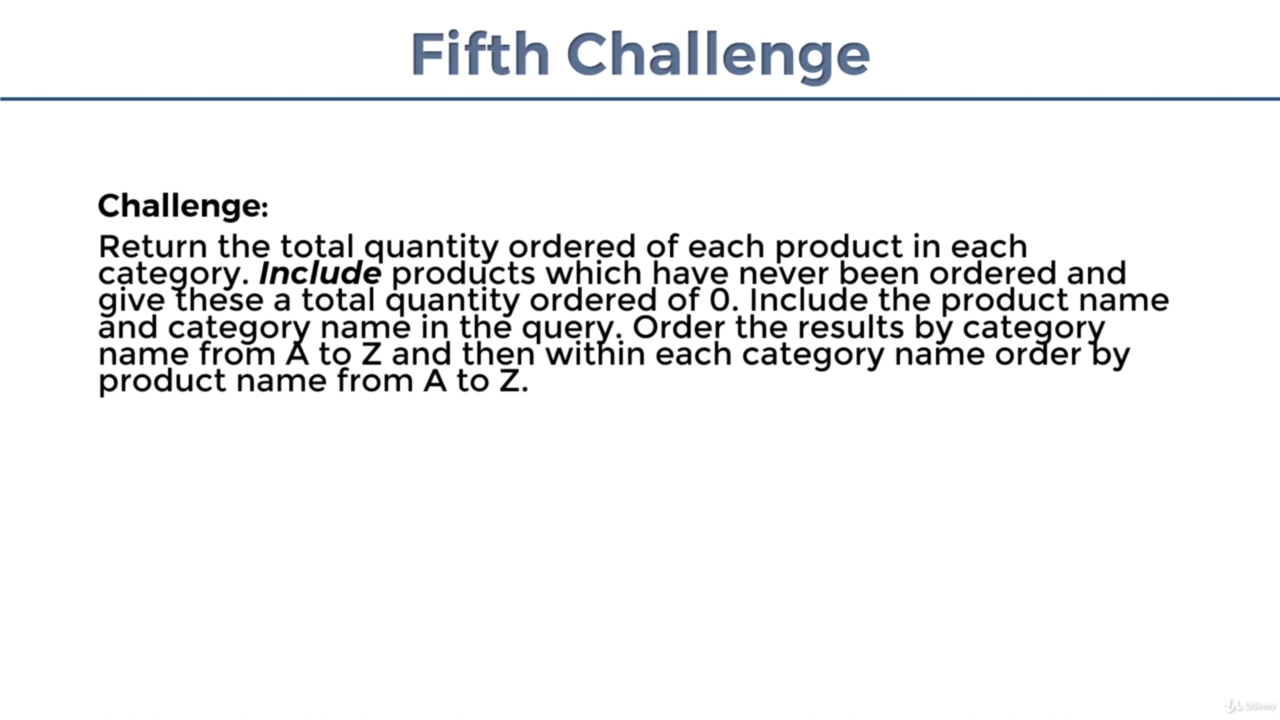 Fifth Challenge
Challenge:
Return the total quantity ordered of each product in each
category. Include products which have never been ordered and
give these a total quantity ordered of 0. Include the product name
and category name in the query. Order the results by category
name from A to Z and then within each category name order by
product name from A to Z.
Udemy